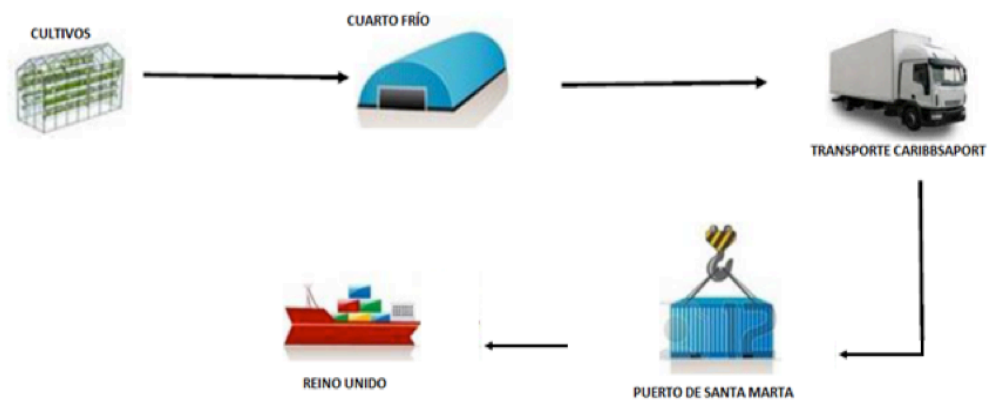 CULTIVOS
CUARTO FRÍO
TRANSPORTE CARIBBSAPORT
PUERTO DE SANTA MARTA
REINO UNIDO